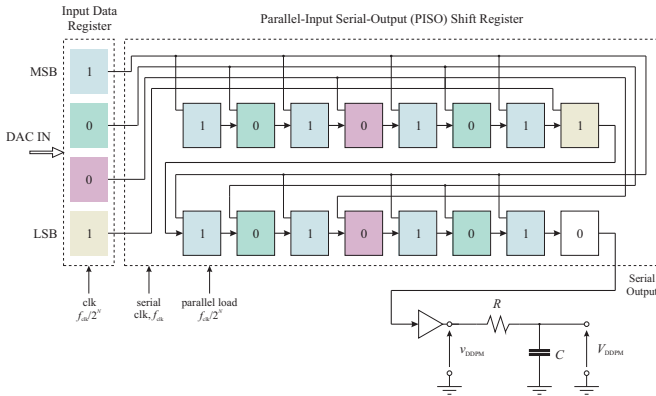 Input Data
Register
Parallel-Input Serial-Output (PISO) Shift Register
MSB
1
0
DAC IN
0
LSB
1
1 0 1 0 1 0 1 1
1 0 1 0 1 0 1 0
clk
fclk/2^N
serial
clk, fclk
parallel load
fclk/2^N
Serial
Output
R
vDDPM
C
VDDPM